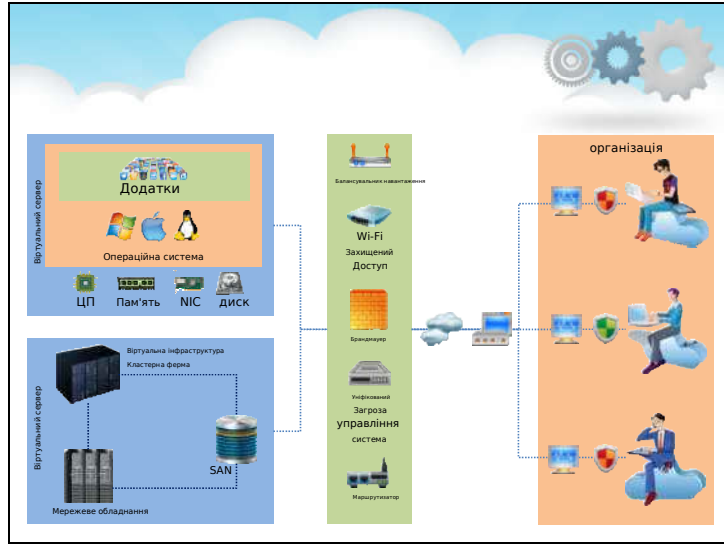 організація
Віртуальний сервер
Додатки
Операційна система
ЦП
Пам'ять
NIC
диск
Віртуальний сервер
Віртуальна інфраструктура
Кластерна ферма
SAN
Мережеве обладнання
Балансувальник навантаження
Wi-Fi
Захищений
Доступ
Брандмауер
Уніфікований
Загроза
управління
система
Маршрутизатор